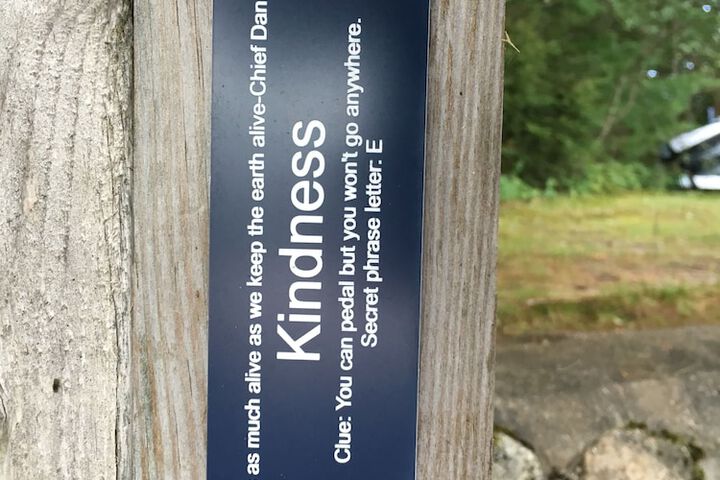 as much alive as we keep the earth alive-Chief Dan
Kindness
Clue: You can pedal but you won't go anywhere.
Secret phrase letter: E